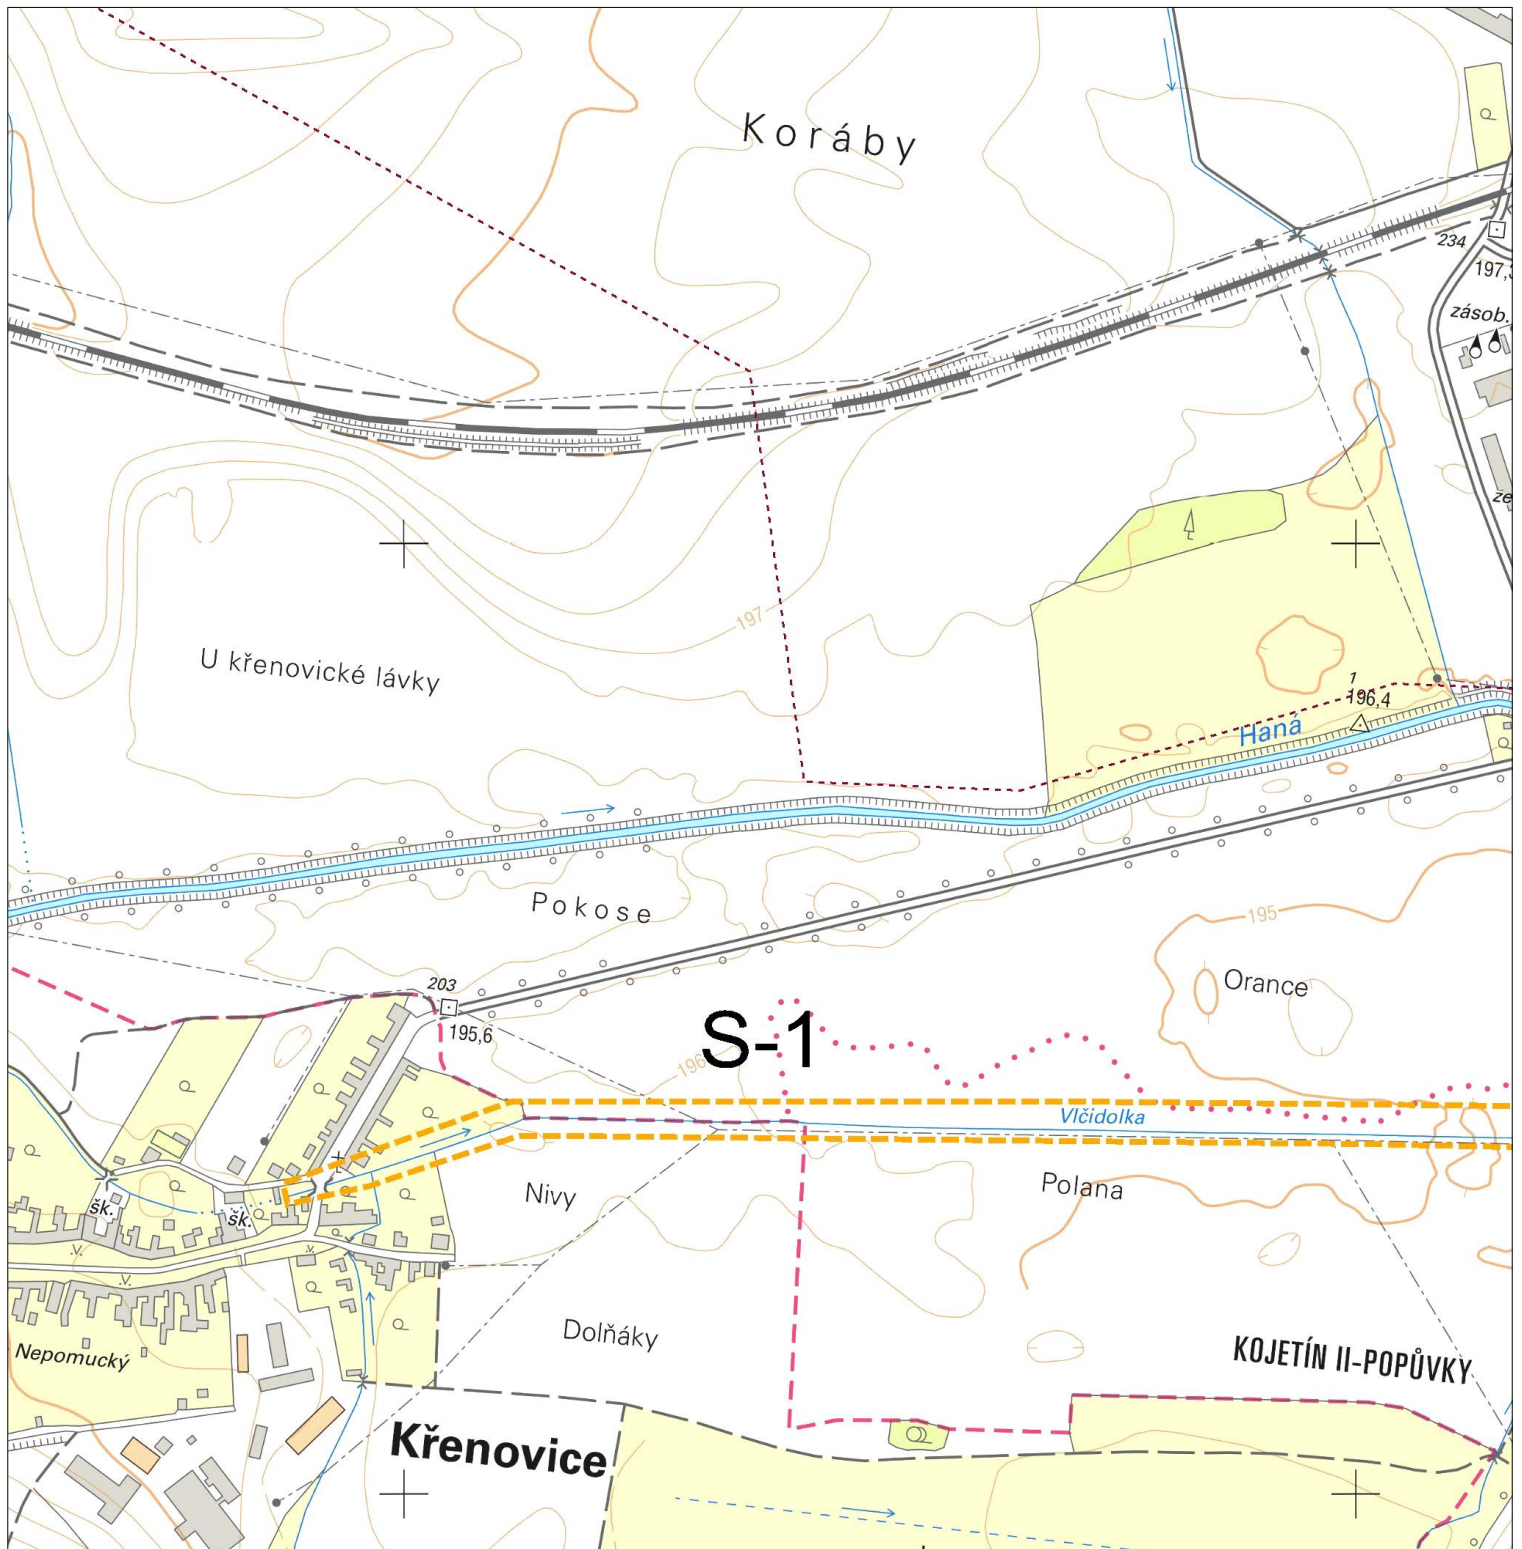 Koráby
234
197,3
zásob.
ze
197
U křenovické lávky
1
196,4
Haná
Pokose
195
Orance
203
195,6
S-1
196
Vlčidolka
šk.
šk.
Nivy
Polana
Dolňáky
Nepomucký
KOJETÍN II-POPŮVKY
Křenovice